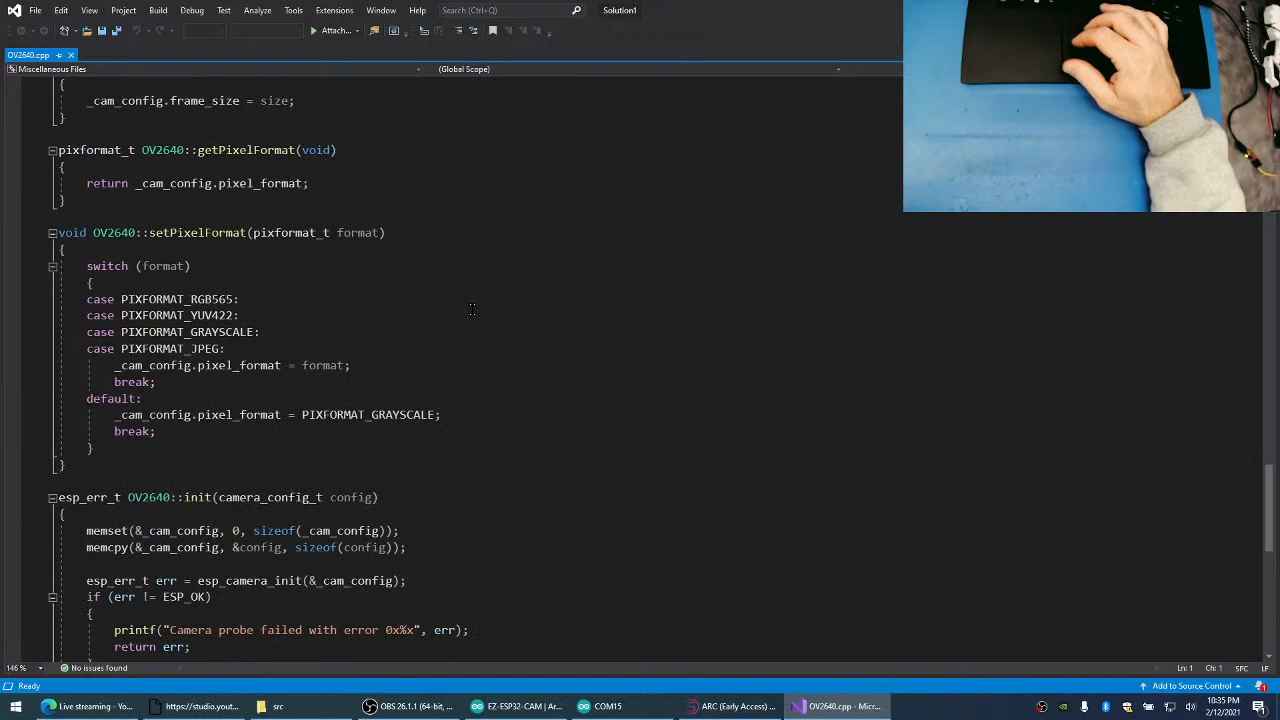 File Edit View Project Build Debug Test Analyze Tools Extensions Window Help Search (Ctrl+Q) Solution1
Attach...
OV2640.cpp
Miscellaneous Files (Global Scope)
{
_cam_config.frame_size = size;
}
pixformat_t OV2640::getPixelFormat(void)
{
return _cam_config.pixel_format;
}
void OV2640::setPixelFormat(pixformat_t format)
{
switch (format)
{
case PIXFORMAT_RGB565:
case PIXFORMAT_YUV422:
case PIXFORMAT_GRAYSCALE:
case PIXFORMAT_JPEG:
_cam_config.pixel_format = format;
break;
default:
_cam_config.pixel_format = PIXFORMAT_GRAYSCALE;
break;
}
}
esp_err_t OV2640::init(camera_config_t config)
{
memset(&_cam_config, 0, sizeof(_cam_config));
memcpy(&_cam_config, &config, sizeof(config));
esp_err_t err = esp_camera_init(&_cam_config);
if (err != ESP_OK)
{
printf("Camera probe failed with error 0x%x", err);
return err;
146 % No issues found Ln: 1 Ch: 1 SPC LF
Ready Add to Source Control 1
Live streaming - Yo... https://studio.yout... src OBS 26.1.1 (64-bit, ... EZ-ESP32-CAM | Ar... COM15 ARC (Early Access) ... OV2640.cpp - Micr... 10:35 PM
2/12/2021